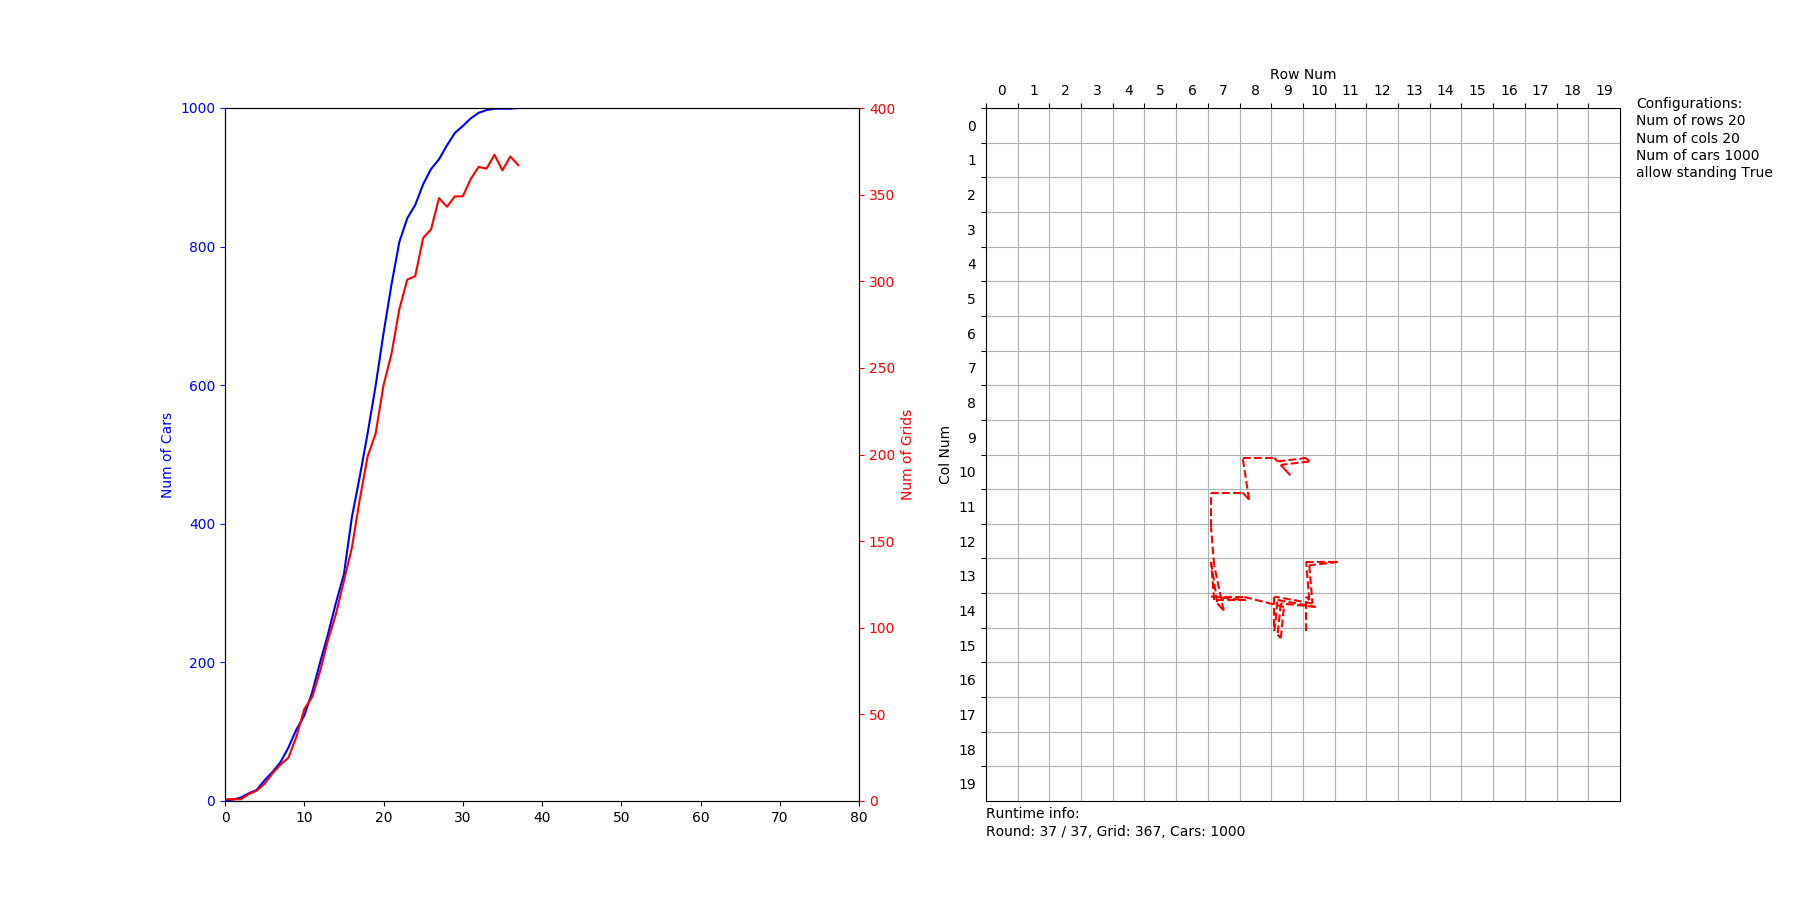 Row Num
0 1 2 3 4 5 6 7 8 9 10 11 12 13 14 15 16 17 18 19
Configurations:
Num of rows 20
Num of cols 20
Num of cars 1000
allow standing True
1000
800
600
400
200
0
Num of Cars
400
350
300
250
200
150
100
50
0
Num of Grids
0 10 20 30 40 50 60 70 80
Col Num
0
1
2
3
4
5
6
7
8
9
10
11
12
13
14
15
16
17
18
19
Runtime info:
Round: 37 / 37, Grid: 367, Cars: 1000